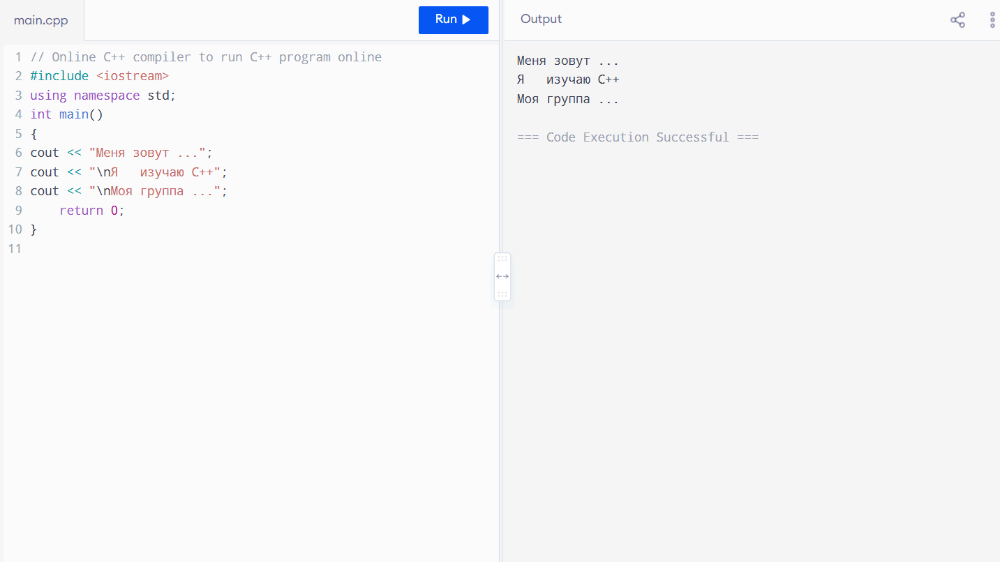 main.cpp
Run
Output
1 // Online C++ compiler to run C++ program online
2 #include <iostream>
3 using namespace std;
4 int main()
5 {
6 cout << "Меня зовут ...";
7 cout << "\nЯ   изучаю C++";
8 cout << "\nМоя группа ...";
9     return 0;
10 }
11
Меня зовут ...
Я   изучаю C++
Моя группа ...
=== Code Execution Successful ===